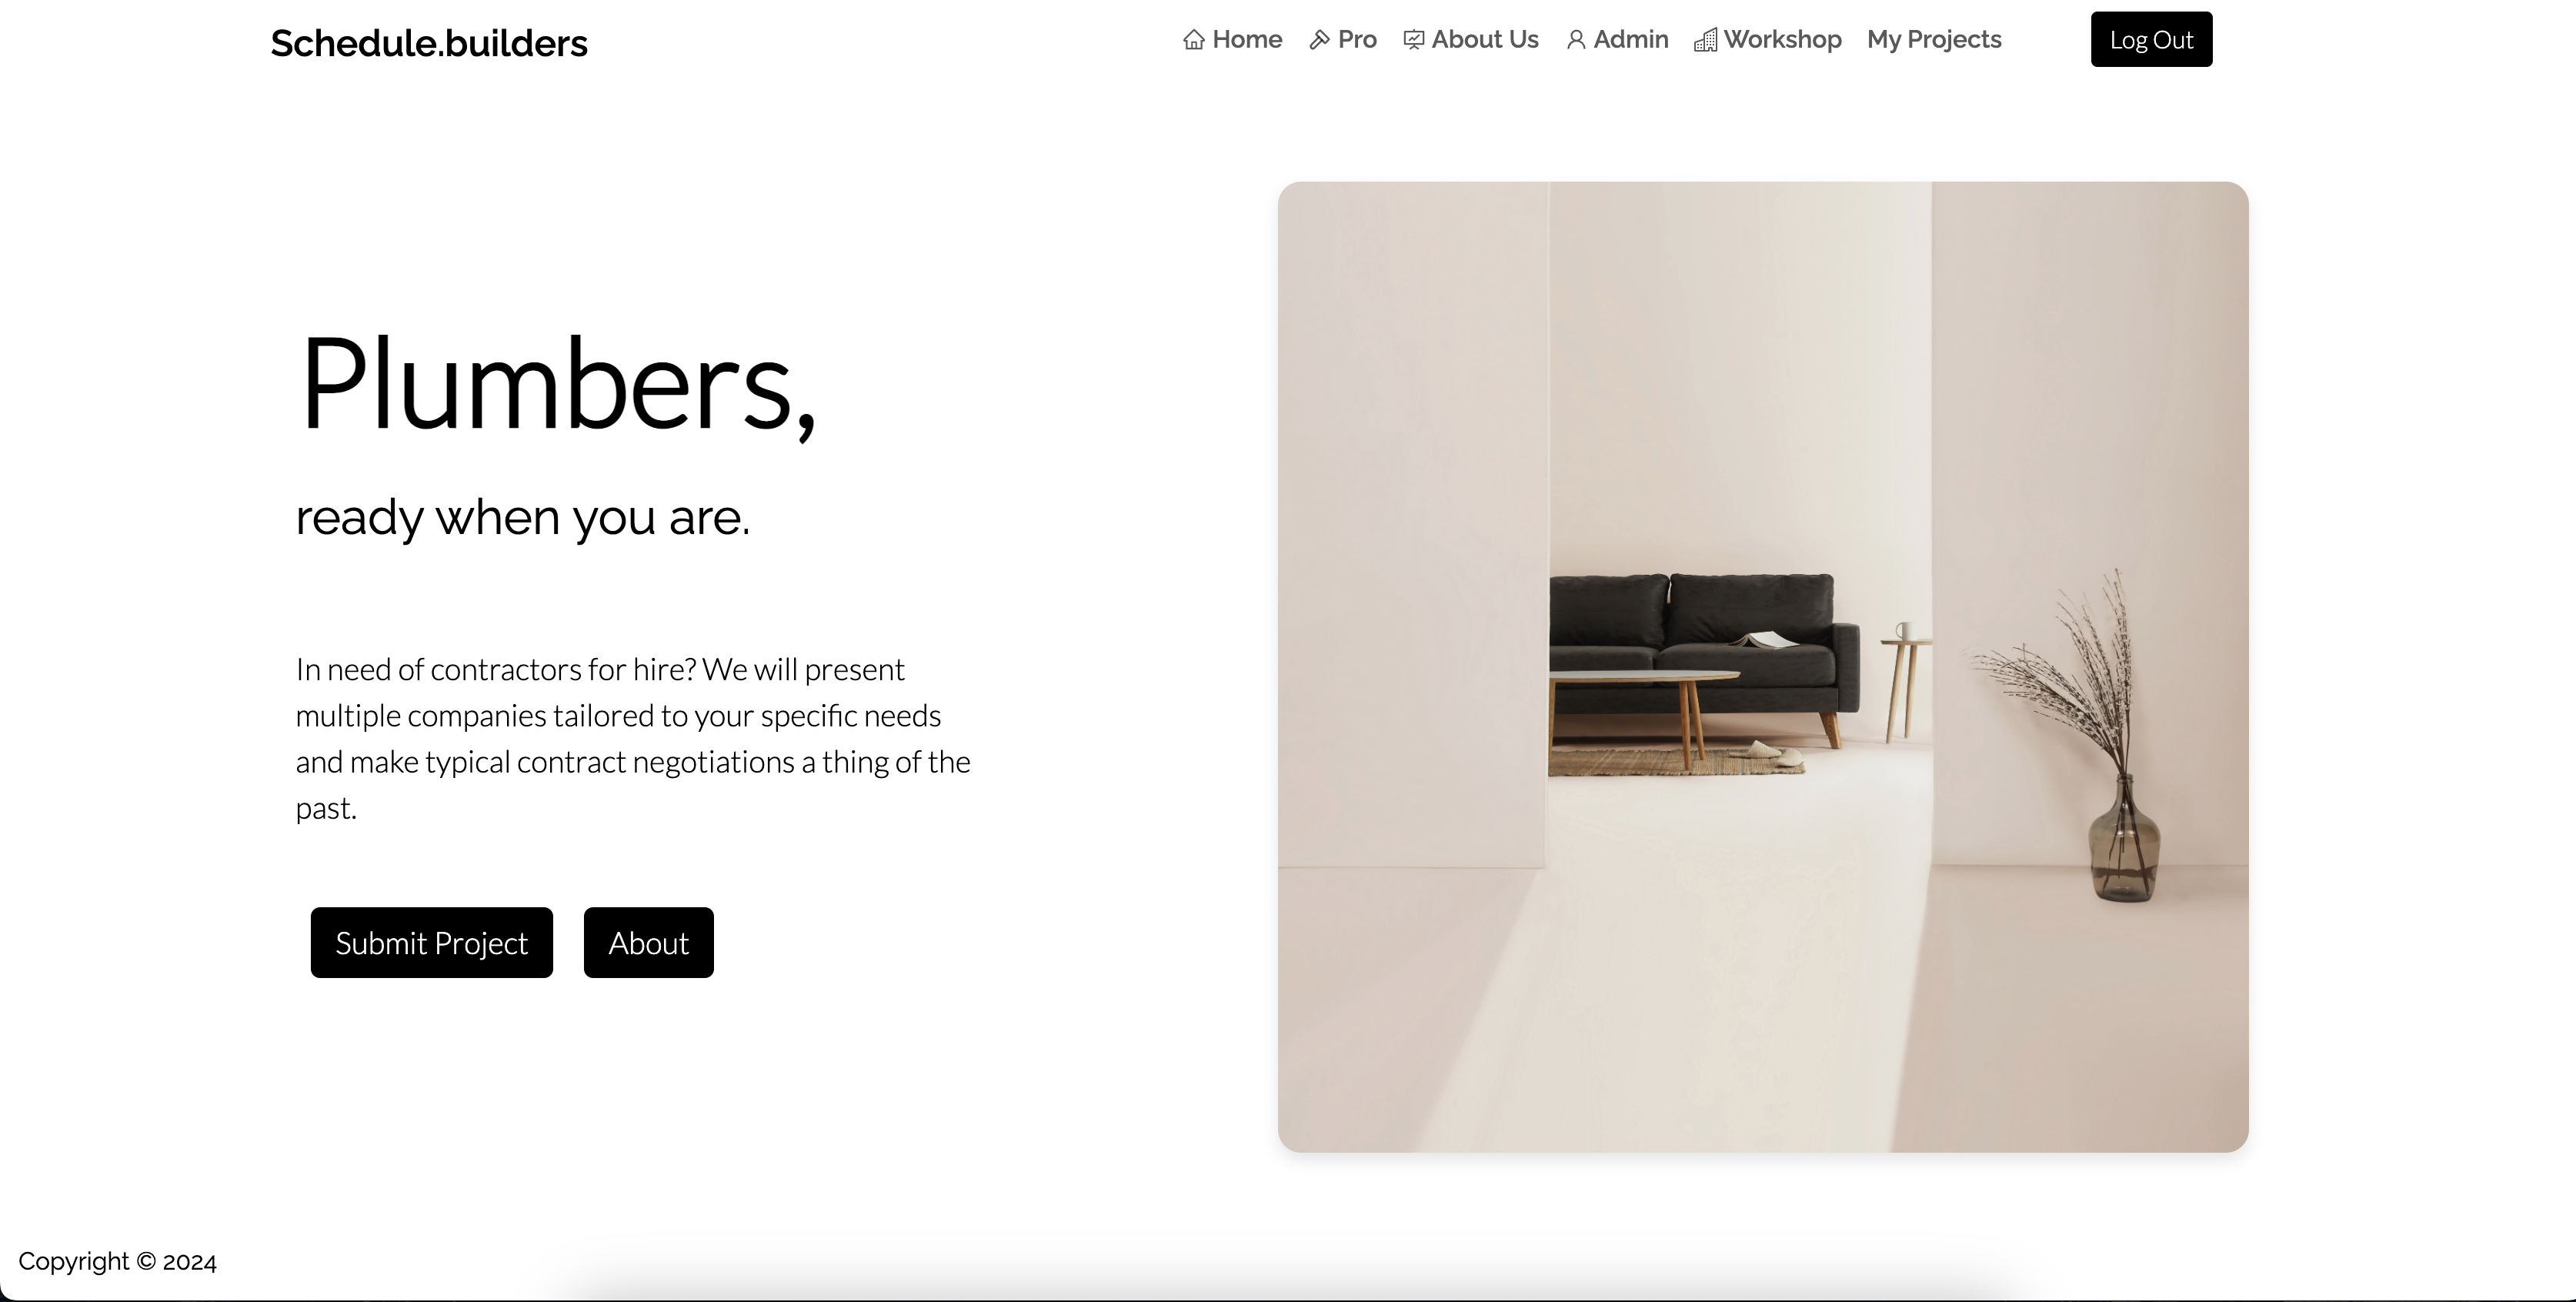 Schedule.builders
Home Pro About Us Admin Workshop My Projects Log Out
Plumbers,
ready when you are.
In need of contractors for hire? We will present
multiple companies tailored to your specific needs
and make typical contract negotiations a thing of the
past.
Submit Project About
Copyright © 2024